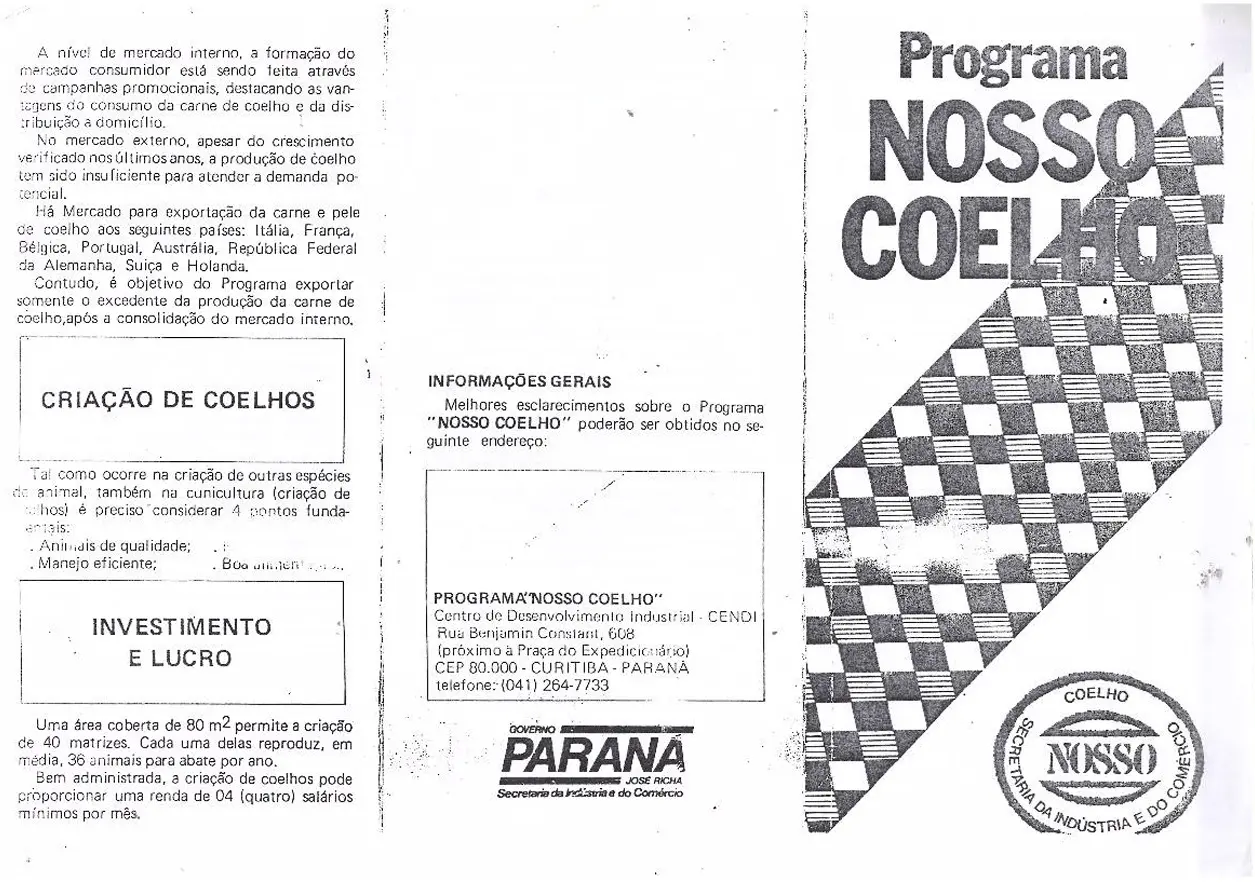 A nível de mercado interno, a formação do
mercado consumidor está sendo feita através
de campanhas promocionais, destacando as van-
tagens do consumo da carne de coelho e da dis-
tribuição a domicílio.
No mercado externo, apesar do crescimento
verificado nos últimos anos, a produção de coelho
tem sido insuficiente para atender a demanda po-
tencial.
Há Mercado para exportação da carne e pele
de coelho aos seguintes países: Itália, França,
Bélgica, Portugal, Austrália, República Federal
da Alemanha, Suiça e Holanda.
Contudo, é objetivo do Programa exportar
somente o excedente da produção da carne de
coelho,após a consolidação do mercado interno.
CRIAÇÃO DE COELHOS
Tal como ocorre na criação de outras espécies
de animal, também na cunicultura (criação de
lhos) é preciso considerar 4 pontos funda-
mentais:
. Animais de qualidade;
. Manejo eficiente; . Boa
INVESTIMENTO
E LUCRO
Uma área coberta de 80 m2 permite a criação
de 40 matrizes. Cada uma delas reproduz, em
média, 36 animais para abate por ano.
Bem administrada, a criação de coelhos pode
proporcionar uma renda de 04 (quatro) salários
mínimos por mês.
INFORMAÇÕES GERAIS
Melhores esclarecimentos sobre o Programa
"NOSSO COELHO" poderão ser obtidos no se-
guinte endereço:
PROGRAMA"NOSSO COELHO"
Centro de Desenvolvimento Industrial - CENDI
Rua Benjamin Constant, 608
(próximo à Praça do Expedicionário)
CEP 80.000 - CURITIBA - PARANÁ
telefone: (041) 264-7733
GOVERNO
PARANÁ
JOSÉ RICHA
Secretaria da Indústria e do Comércio
Programa
NOSSO
COELHO
COELHO
NOSSO
SECRETARIA DA INDÚSTRIA E DO COMÉRCIO